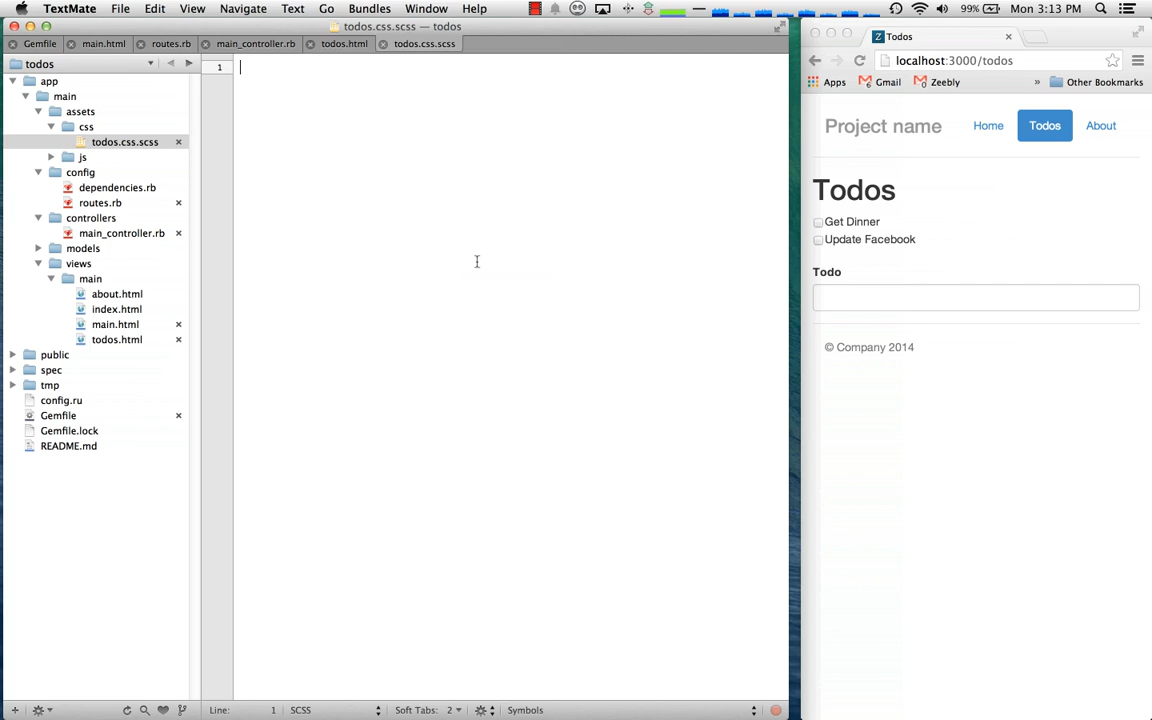 TextMate File Edit View Navigate Text Go Bundles Window Help 99% Mon 3:13 PM
todos.css.scss — todos
Gemfile main.html routes.rb main_controller.rb todos.html todos.css.scss
todos
app
main
assets
css
todos.css.scss
js
config
dependencies.rb
routes.rb
controllers
main_controller.rb
models
views
main
about.html
index.html
main.html
todos.html
public
spec
tmp
config.ru
Gemfile
Gemfile.lock
README.md
1
Line: 1 SCSS Soft Tabs: 2 Symbols
Todos
localhost:3000/todos
Apps Gmail Zeebly » Other Bookmarks
Project name Home Todos About
Todos
Get Dinner
Update Facebook
Todo
© Company 2014